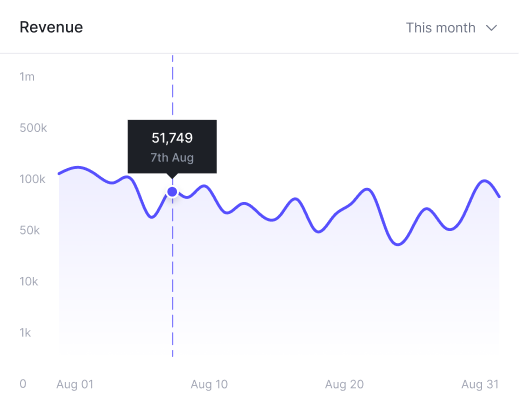 Revenue
This month
1m
500k
51,749
7th Aug
100k
50k
10k
1k
0
Aug 01
Aug 10
Aug 20
Aug 31